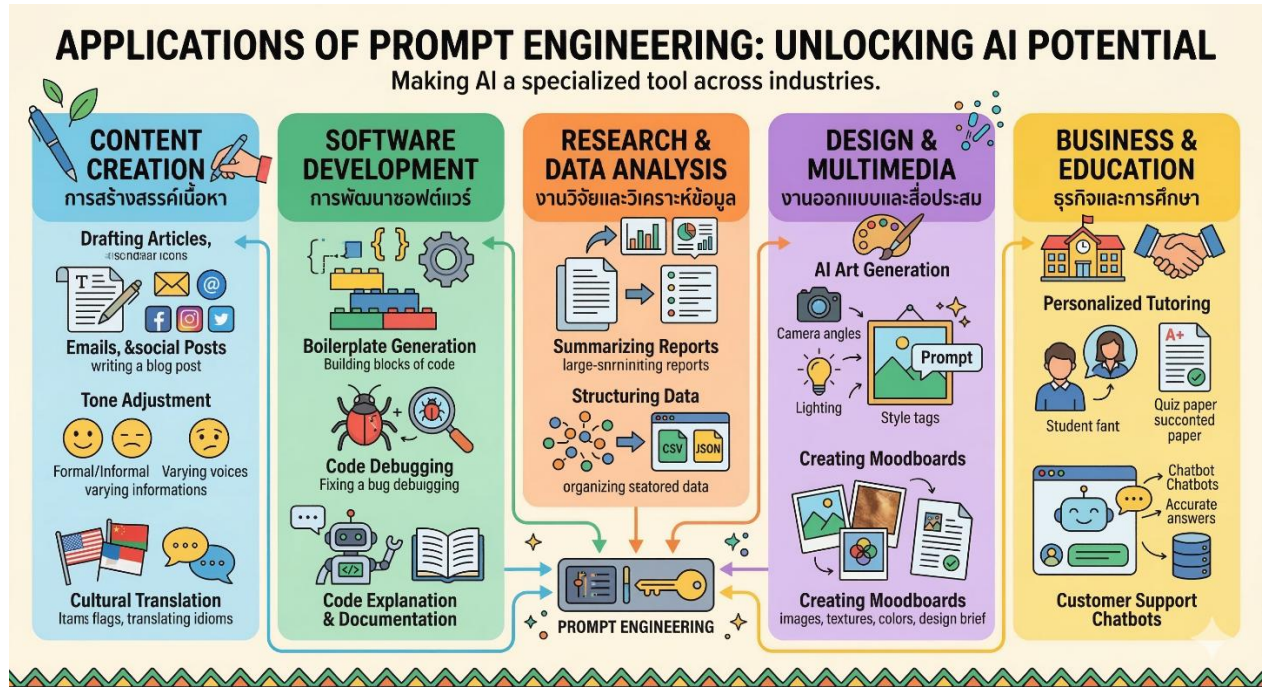 APPLICATIONS OF PROMPT ENGINEERING: UNLOCKING AI POTENTIAL
Making AI a specialized tool across industries.
CONTENT
CREATION
การสร้างสรรค์เนื้อหา
Drafting Articles,
T
@
Emails, &social Posts
writing a blog post
Tone Adjustment
Formal/Informal
Varying voices
varying informations
Cultural Translation
Itams flags, translating idioms
SOFTWARE
DEVELOPMENT
การพัฒนาซอฟต์แวร์
{ }
Boilerplate Generation
Building blocks of code
+
Code Debugging
Fixing a bug debuigging
</>
Code Explanation
& Documentation
RESEARCH &
DATA ANALYSIS
งานวิจัยและวิเคราะห์ข้อมูล
Summarizing Reports
reports
Structuring Data
CSV
JSON
organizing data
PROMPT ENGINEERING
DESIGN &
MULTIMEDIA
งานออกแบบและสื่อประสม
AI Art Generation
Camera angles
Prompt
Lighting
Style tags
Creating Moodboards
Creating Moodboards
images, textures, colors, design brief
BUSINESS &
EDUCATION
ธุรกิจและการศึกษา
Personalized Tutoring
A+
Student fant
Quiz paper
succonted
paper
Chatbot
Chatbots
Accurate
answers
Customer Support
Chatbots